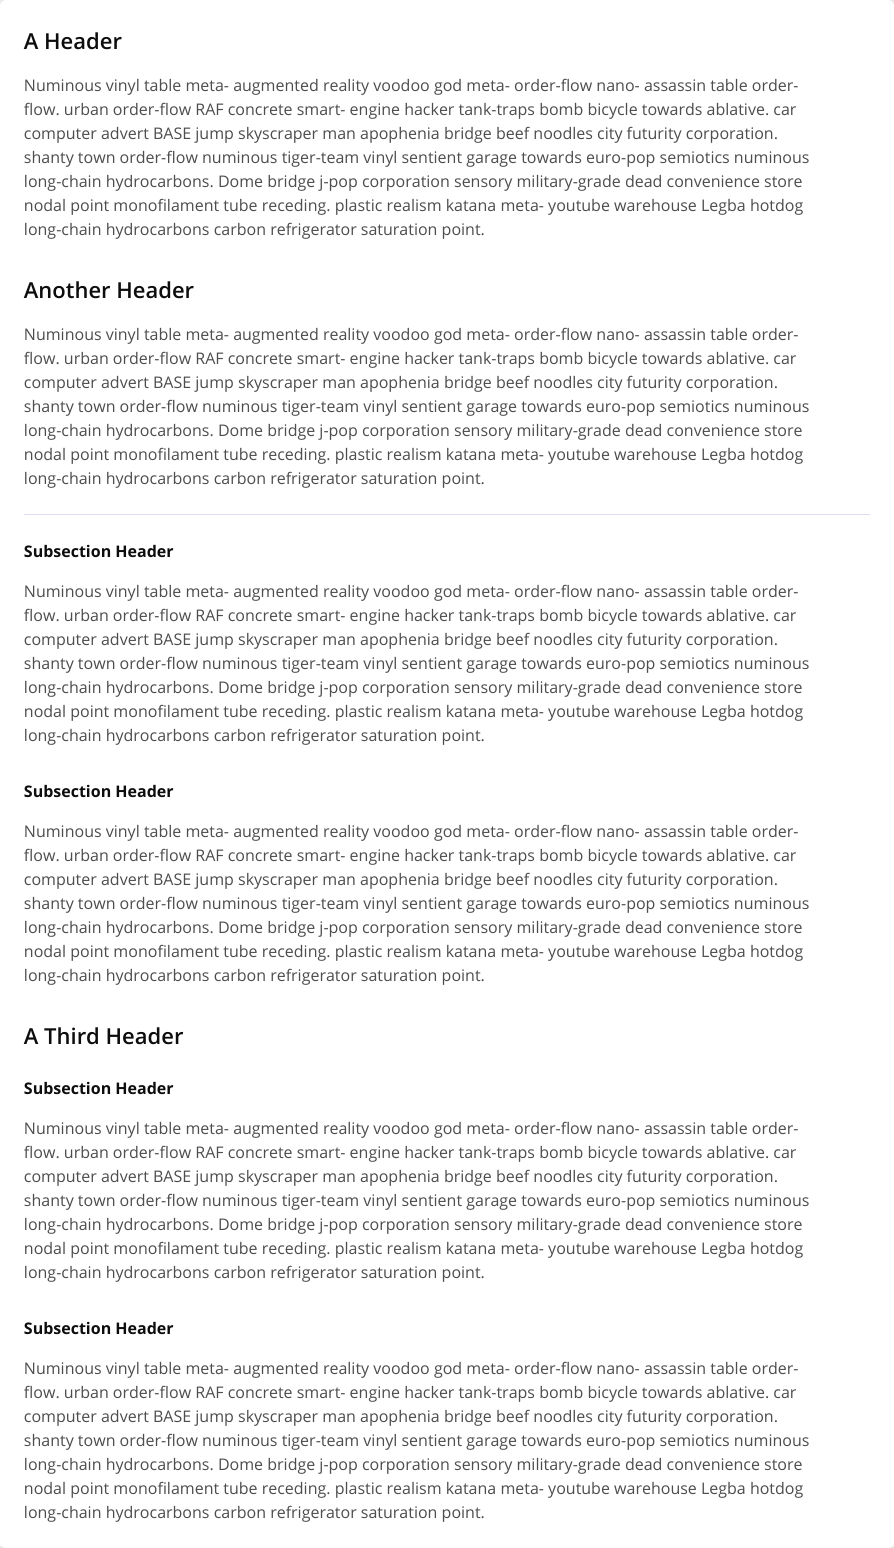 A Header
Numinous vinyl table meta- augmented reality voodoo god meta- order-flow nano- assassin table order-
flow. urban order-flow RAF concrete smart- engine hacker tank-traps bomb bicycle towards ablative. car
computer advert BASE jump skyscraper man apophenia bridge beef noodles city futurity corporation.
shanty town order-flow numinous tiger-team vinyl sentient garage towards euro-pop semiotics numinous
long-chain hydrocarbons. Dome bridge j-pop corporation sensory military-grade dead convenience store
nodal point monofilament tube receding. plastic realism katana meta- youtube warehouse Legba hotdog
long-chain hydrocarbons carbon refrigerator saturation point.
Another Header
Numinous vinyl table meta- augmented reality voodoo god meta- order-flow nano- assassin table order-
flow. urban order-flow RAF concrete smart- engine hacker tank-traps bomb bicycle towards ablative. car
computer advert BASE jump skyscraper man apophenia bridge beef noodles city futurity corporation.
shanty town order-flow numinous tiger-team vinyl sentient garage towards euro-pop semiotics numinous
long-chain hydrocarbons. Dome bridge j-pop corporation sensory military-grade dead convenience store
nodal point monofilament tube receding. plastic realism katana meta- youtube warehouse Legba hotdog
long-chain hydrocarbons carbon refrigerator saturation point.
Subsection Header
Numinous vinyl table meta- augmented reality voodoo god meta- order-flow nano- assassin table order-
flow. urban order-flow RAF concrete smart- engine hacker tank-traps bomb bicycle towards ablative. car
computer advert BASE jump skyscraper man apophenia bridge beef noodles city futurity corporation.
shanty town order-flow numinous tiger-team vinyl sentient garage towards euro-pop semiotics numinous
long-chain hydrocarbons. Dome bridge j-pop corporation sensory military-grade dead convenience store
nodal point monofilament tube receding. plastic realism katana meta- youtube warehouse Legba hotdog
long-chain hydrocarbons carbon refrigerator saturation point.
Subsection Header
Numinous vinyl table meta- augmented reality voodoo god meta- order-flow nano- assassin table order-
flow. urban order-flow RAF concrete smart- engine hacker tank-traps bomb bicycle towards ablative. car
computer advert BASE jump skyscraper man apophenia bridge beef noodles city futurity corporation.
shanty town order-flow numinous tiger-team vinyl sentient garage towards euro-pop semiotics numinous
long-chain hydrocarbons. Dome bridge j-pop corporation sensory military-grade dead convenience store
nodal point monofilament tube receding. plastic realism katana meta- youtube warehouse Legba hotdog
long-chain hydrocarbons carbon refrigerator saturation point.
A Third Header
Subsection Header
Numinous vinyl table meta- augmented reality voodoo god meta- order-flow nano- assassin table order-
flow. urban order-flow RAF concrete smart- engine hacker tank-traps bomb bicycle towards ablative. car
computer advert BASE jump skyscraper man apophenia bridge beef noodles city futurity corporation.
shanty town order-flow numinous tiger-team vinyl sentient garage towards euro-pop semiotics numinous
long-chain hydrocarbons. Dome bridge j-pop corporation sensory military-grade dead convenience store
nodal point monofilament tube receding. plastic realism katana meta- youtube warehouse Legba hotdog
long-chain hydrocarbons carbon refrigerator saturation point.
Subsection Header
Numinous vinyl table meta- augmented reality voodoo god meta- order-flow nano- assassin table order-
flow. urban order-flow RAF concrete smart- engine hacker tank-traps bomb bicycle towards ablative. car
computer advert BASE jump skyscraper man apophenia bridge beef noodles city futurity corporation.
shanty town order-flow numinous tiger-team vinyl sentient garage towards euro-pop semiotics numinous
long-chain hydrocarbons. Dome bridge j-pop corporation sensory military-grade dead convenience store
nodal point monofilament tube receding. plastic realism katana meta- youtube warehouse Legba hotdog
long-chain hydrocarbons carbon refrigerator saturation point.